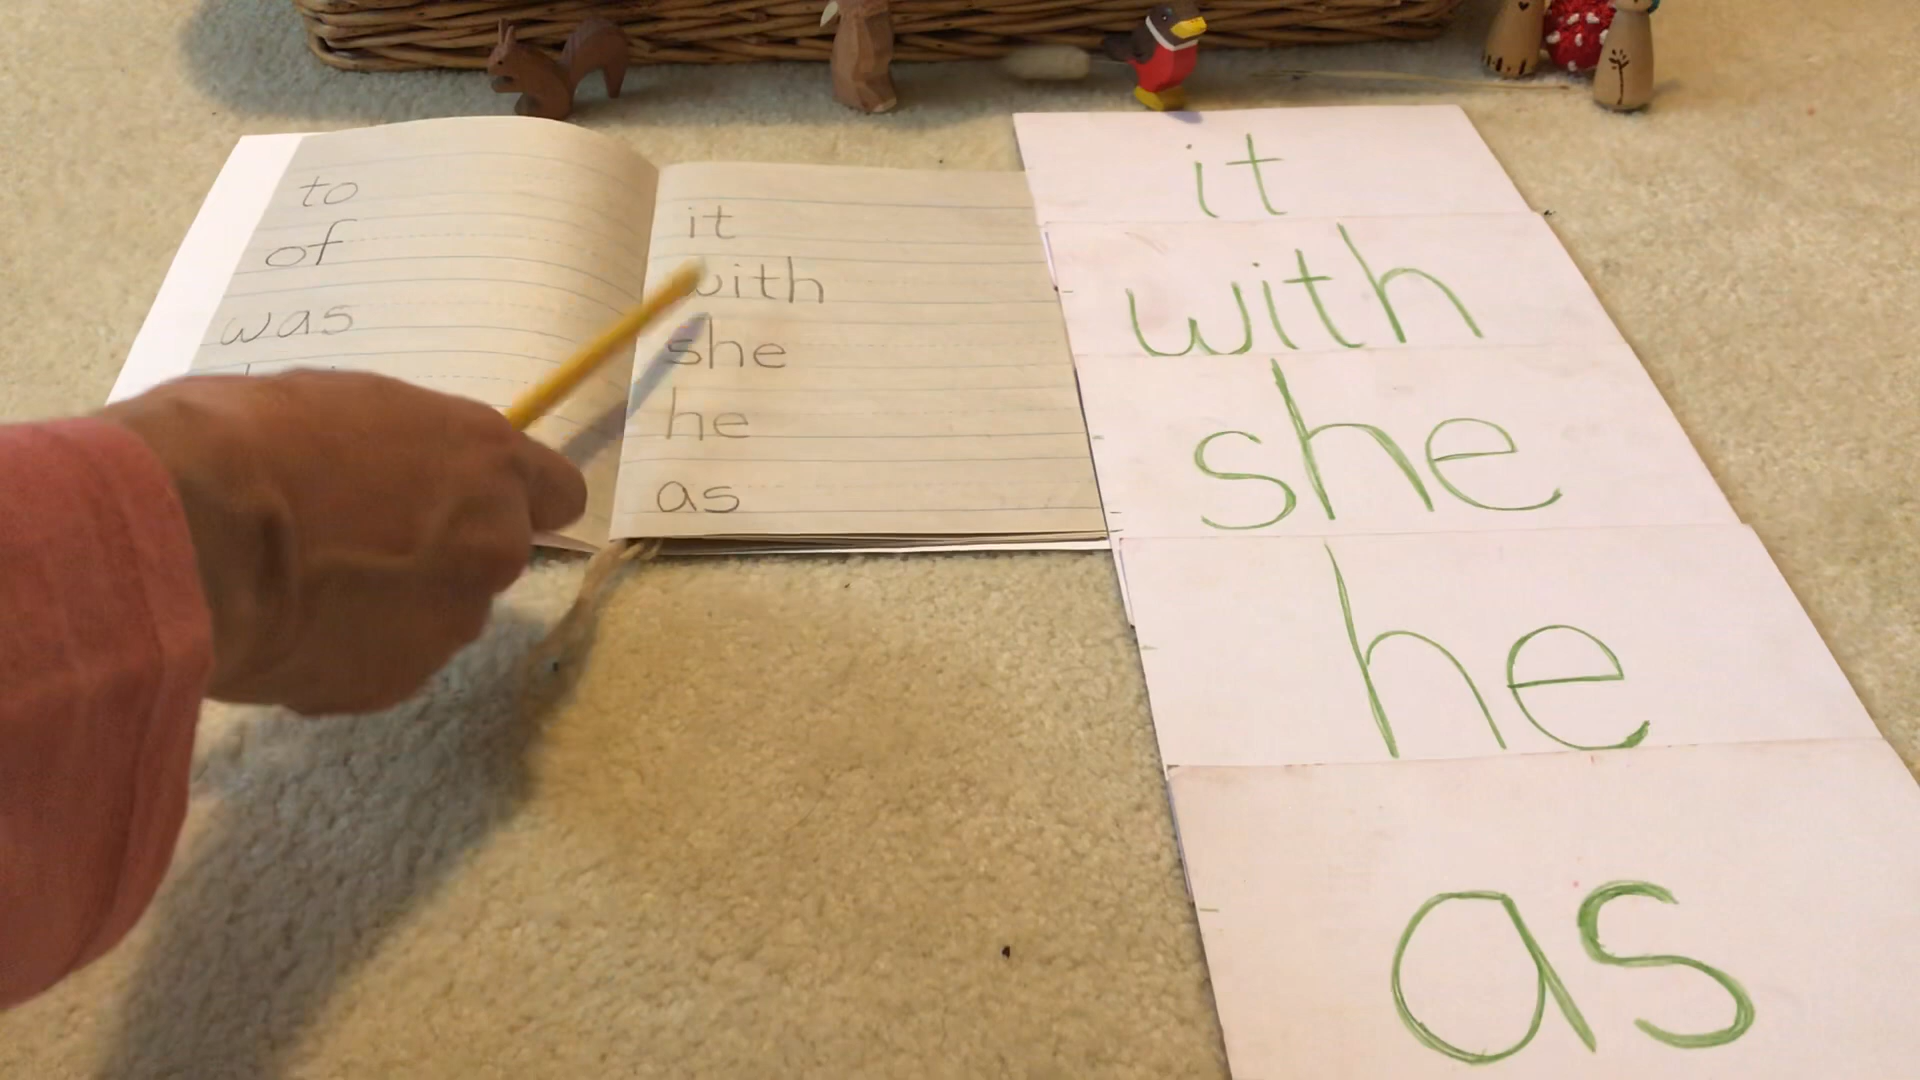 to
of
was
it
with
she
he
as
it
with
she
he
as